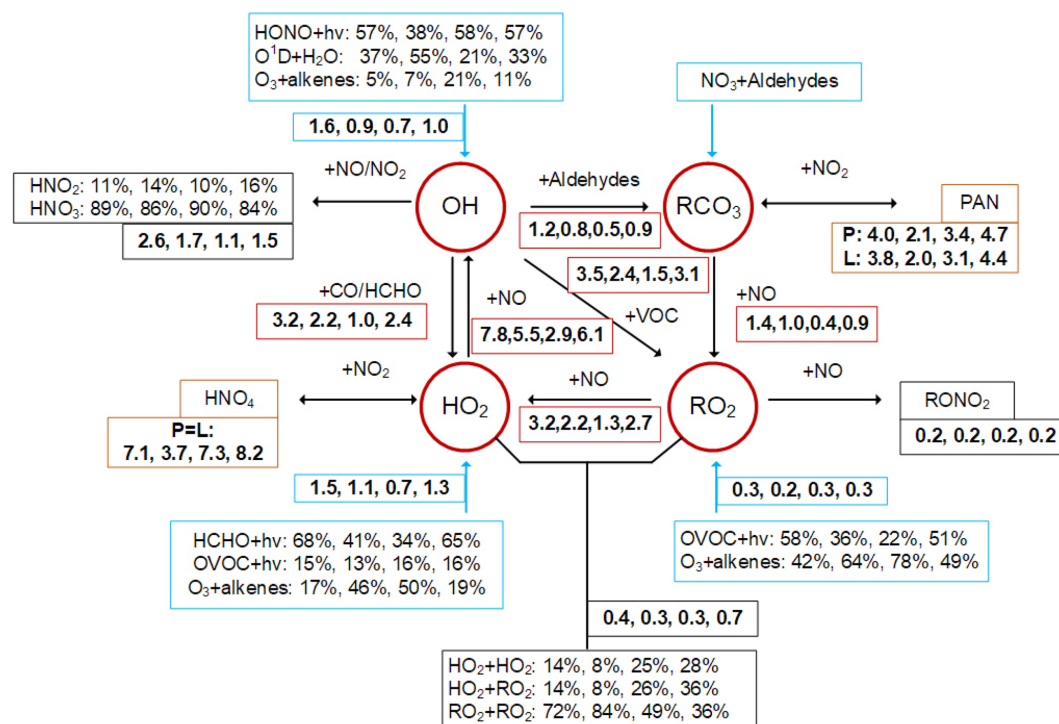 HONO+hv: 57%, 38%, 58%, 57%
O¹D+H₂O: 37%, 55%, 21%, 33%
O₃+alkenes: 5%, 7%, 21%, 11%
NO₃+Aldehydes
1.6, 0.9, 0.7, 1.0
+NO/NO₂
HNO₂: 11%, 14%, 10%, 16%
HNO₃: 89%, 86%, 90%, 84%
2.6, 1.7, 1.1, 1.5
OH
+Aldehydes
1.2,0.8,0.5,0.9
RCO₃
+NO₂
PAN
P: 4.0, 2.1, 3.4, 4.7
L: 3.8, 2.0, 3.1, 4.4
+CO/HCHO
3.2, 2.2, 1.0, 2.4
+NO
7.8,5.5,2.9,6.1
3.5,2.4,1.5,3.1
+VOC
+NO
1.4,1.0,0.4,0.9
+NO₂
HNO₄
P=L:
7.1, 3.7, 7.3, 8.2
HO₂
+NO
3.2,2.2,1.3,2.7
RO₂
+NO
RONO₂
0.2, 0.2, 0.2, 0.2
1.5, 1.1, 0.7, 1.3
HCHO+hv: 68%, 41%, 34%, 65%
OVOC+hv: 15%, 13%, 16%, 16%
O₃+alkenes: 17%, 46%, 50%, 19%
0.3, 0.2, 0.3, 0.3
OVOC+hv: 58%, 36%, 22%, 51%
O₃+alkenes: 42%, 64%, 78%, 49%
0.4, 0.3, 0.3, 0.7
HO₂+HO₂: 14%, 8%, 25%, 28%
HO₂+RO₂: 14%, 8%, 26%, 36%
RO₂+RO₂: 72%, 84%, 49%, 36%